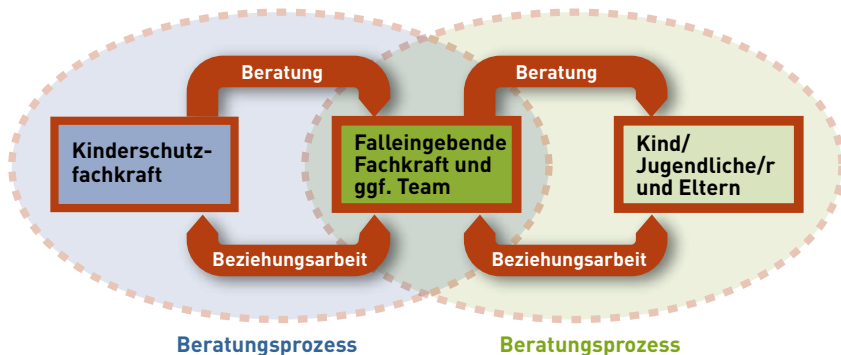 Beratung
Beratung
Kinderschutz-
fachkraft
Falleingebende
Fachkraft und
ggf. Team
Kind/
Jugendliche/r
und Eltern
Beziehungsarbeit
Beziehungsarbeit
Beratungsprozess
Beratungsprozess